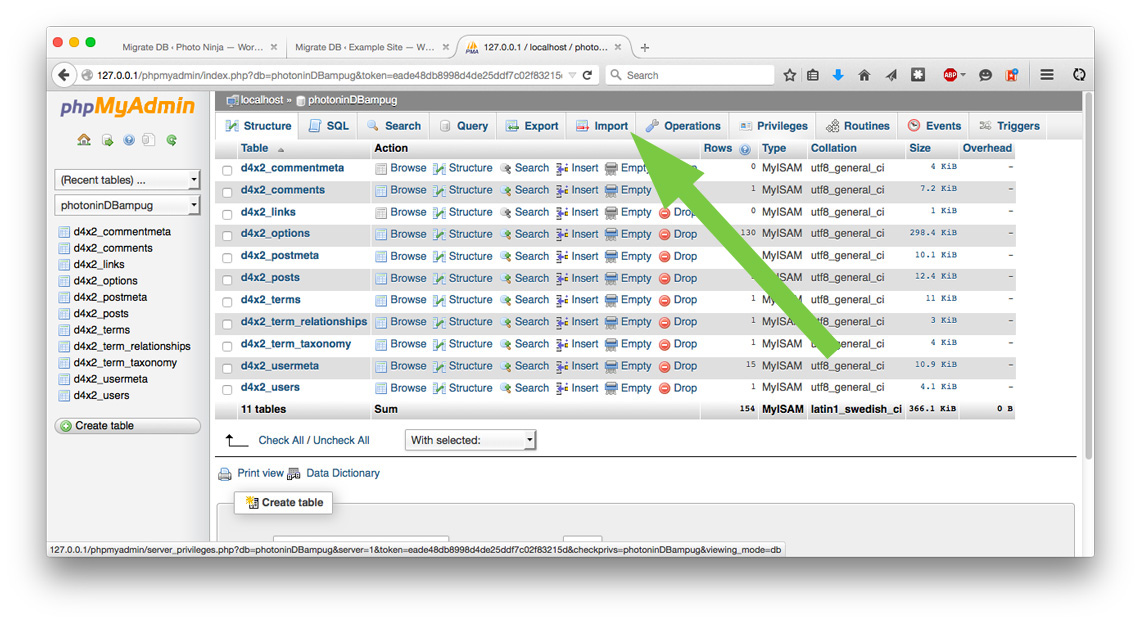 Migrate DB ‹ Photo Ninja — Wor... ×
Migrate DB ‹ Example Site — W... ×
127.0.0.1 / localhost / photo... ×
127.0.0.1/phpmyadmin/index.php?db=photoninDBampug&token=eade48db8998d4de25ddf7c02f83215
Search
ABP
phpMyAdmin
localhost » photoninDBampug
Structure SQL Search Query Export Import Operations Privileges Routines Events Triggers
(Recent tables) ...
photoninDBampug
d4x2_commentmeta
d4x2_comments
d4x2_links
d4x2_options
d4x2_postmeta
d4x2_posts
d4x2_terms
d4x2_term_relationships
d4x2_term_taxonomy
d4x2_usermeta
d4x2_users
Create table
Table Action Rows Type Collation Size Overhead
d4x2_commentmeta Browse Structure Search Insert Empty 0 MyISAM utf8_general_ci 4 KiB -
d4x2_comments Browse Structure Search Insert Empty 1 MyISAM utf8_general_ci 7.2 KiB -
d4x2_links Browse Structure Search Insert Empty Drop 0 MyISAM utf8_general_ci 1 KiB -
d4x2_options Browse Structure Search Insert Empty Drop 130 MyISAM utf8_general_ci 298.4 KiB -
d4x2_postmeta Browse Structure Search Insert Empty Drop MyISAM utf8_general_ci 10.1 KiB -
d4x2_posts Browse Structure Search Insert Empty Drop utf8_general_ci 12.4 KiB -
d4x2_terms Browse Structure Search Insert Empty Drop 1 utf8_general_ci 11 KiB -
d4x2_term_relationships Browse Structure Search Insert Empty Drop 1 MyISAM utf8_general_ci 3 KiB -
d4x2_term_taxonomy Browse Structure Search Insert Empty Drop 1 MyISAM utf8_general_ci 4 KiB -
d4x2_usermeta Browse Structure Search Insert Empty Drop 15 MyISAM utf8_general_ci 10.9 KiB -
d4x2_users Browse Structure Search Insert Empty Drop 1 MyISAM utf8_general_ci 4.1 KiB -
11 tables Sum 154 MyISAM latin1_swedish_ci 366.1 KiB 0 B
Check All / Uncheck All With selected:
Print view Data Dictionary
Create table
127.0.0.1/phpmyadmin/server_privileges.php?db=photoninDBampug&server=1&token=eade48db8998d4de25ddf7c02f83215d&checkprivs=photoninDBampug&viewing_mode=db